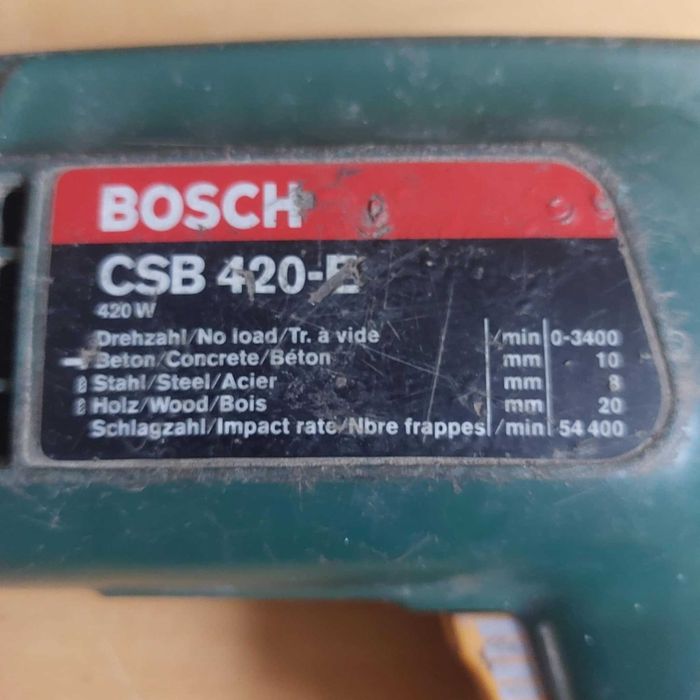 BOSCH
CSB 420-E
420 W
Drehzahl/No load/Tr. à vide /min 0-3400
Beton/Concrete/Béton mm 10
Stahl/Steel/Acier mm 8
Holz/Wood/Bois mm 20
Schlagzahl/Impact rate/Nbre frappes /min 54 400